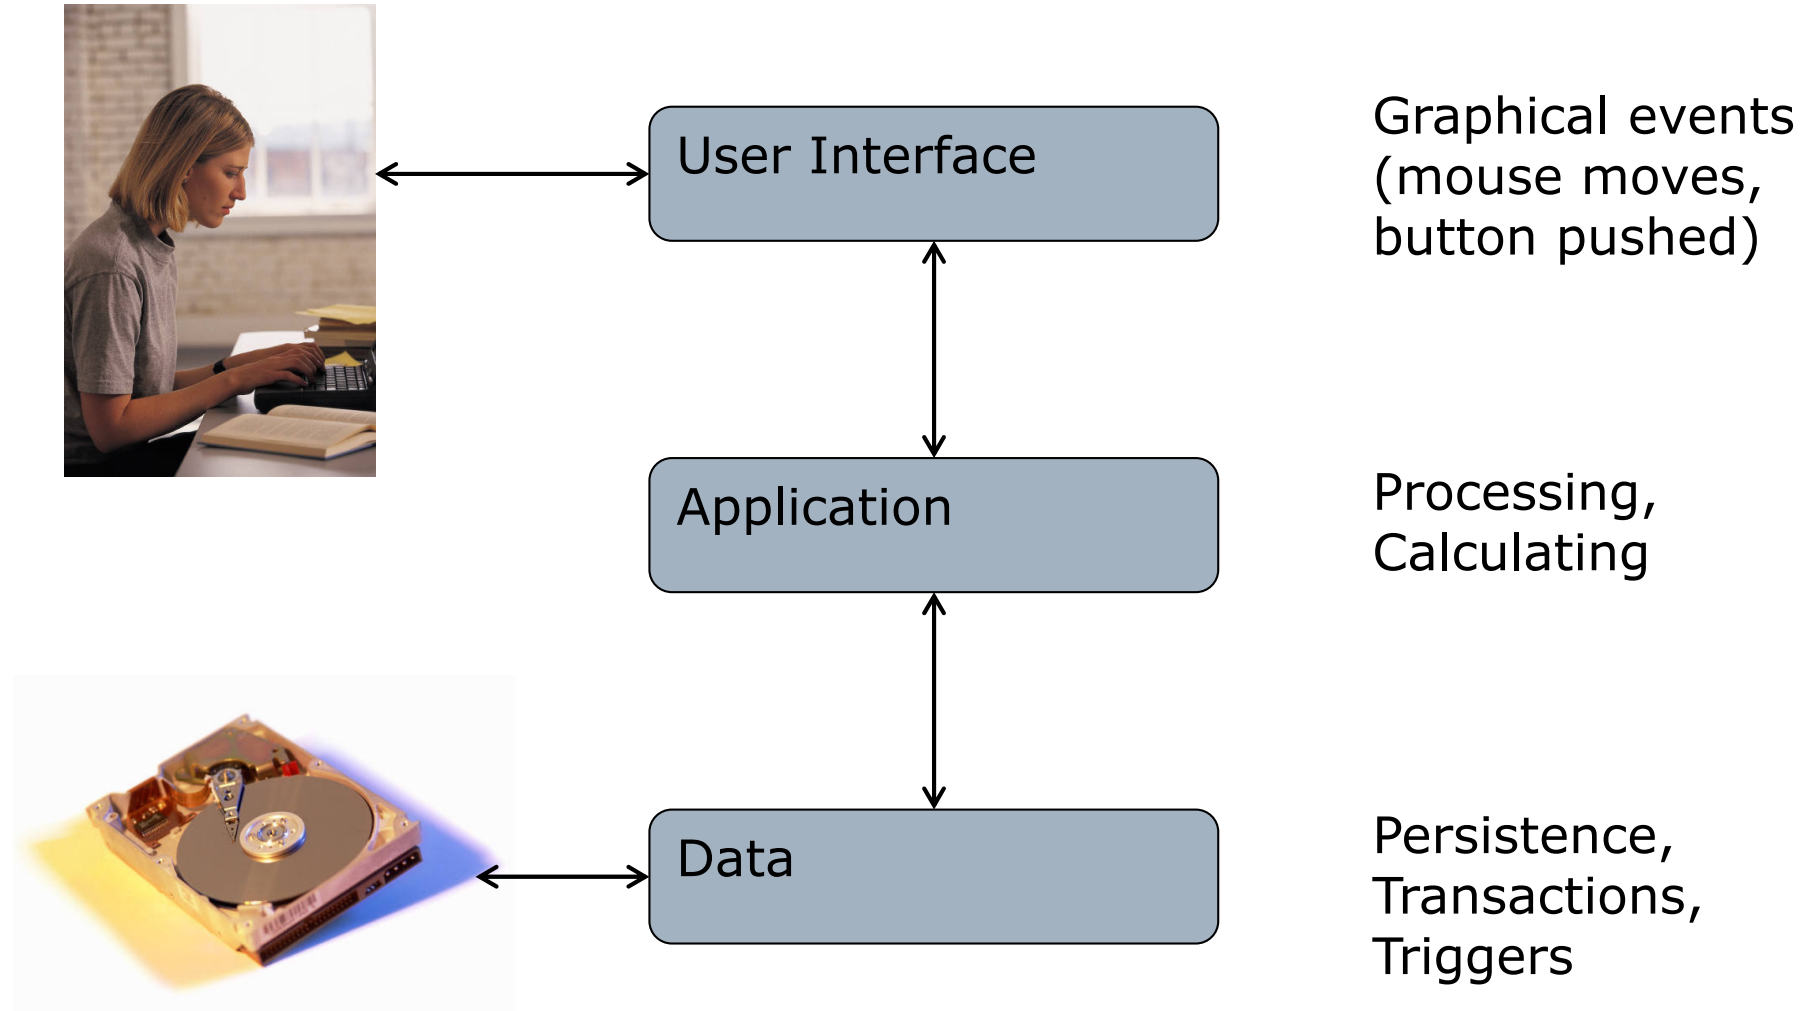 User Interface
Graphical events
(mouse moves,
button pushed)
Application
Processing,
Calculating
Data
Persistence,
Transactions,
Triggers